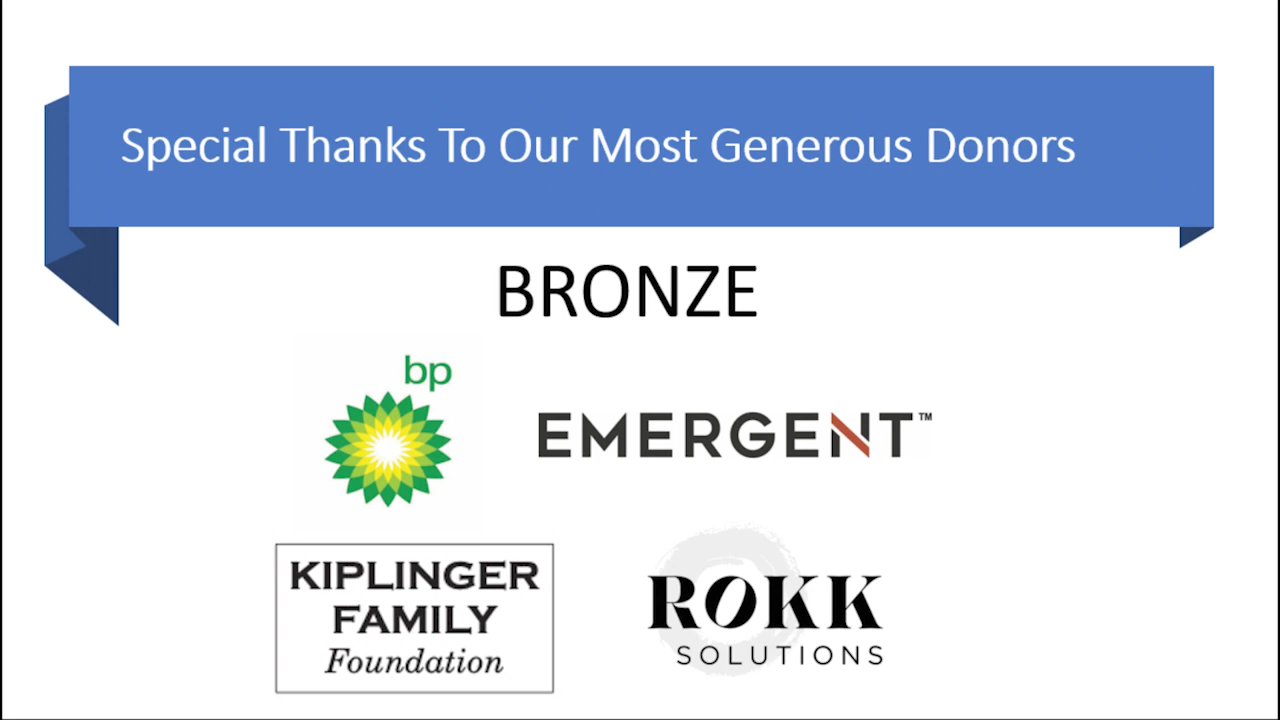 Special Thanks To Our Most Generous Donors
BRONZE
bp
EMERGENT™
KIPLINGER
FAMILY
Foundation
ROKK
SOLUTIONS